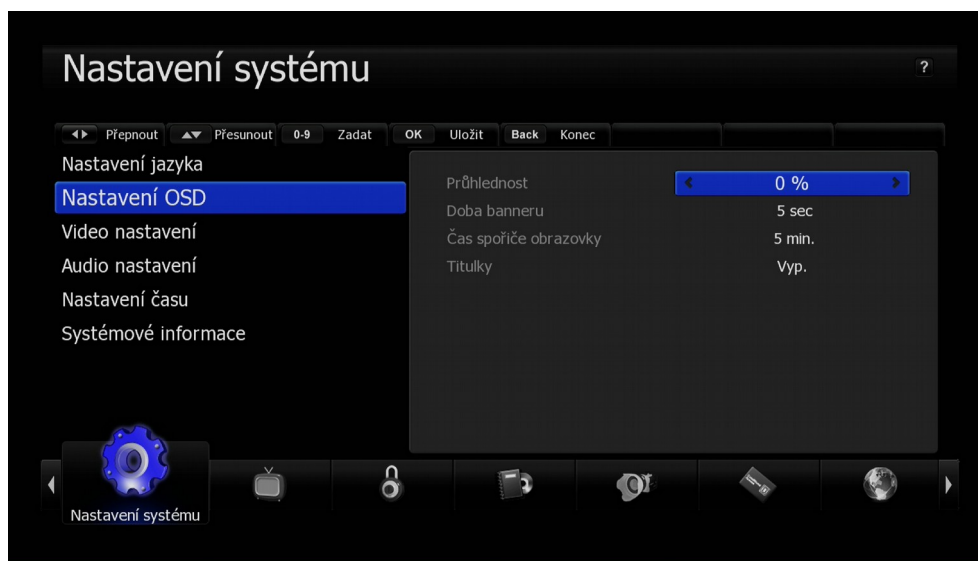 Nastavení systému
?
Přepnout Přesunout 0-9 Zadat OK Uložit Back Konec
Nastavení jazyka
Nastavení OSD
Video nastavení
Audio nastavení
Nastavení času
Systémové informace
Průhlednost 0 %
Doba banneru 5 sec
Čas spořiče obrazovky 5 min.
Titulky Vyp.
Nastavení systému